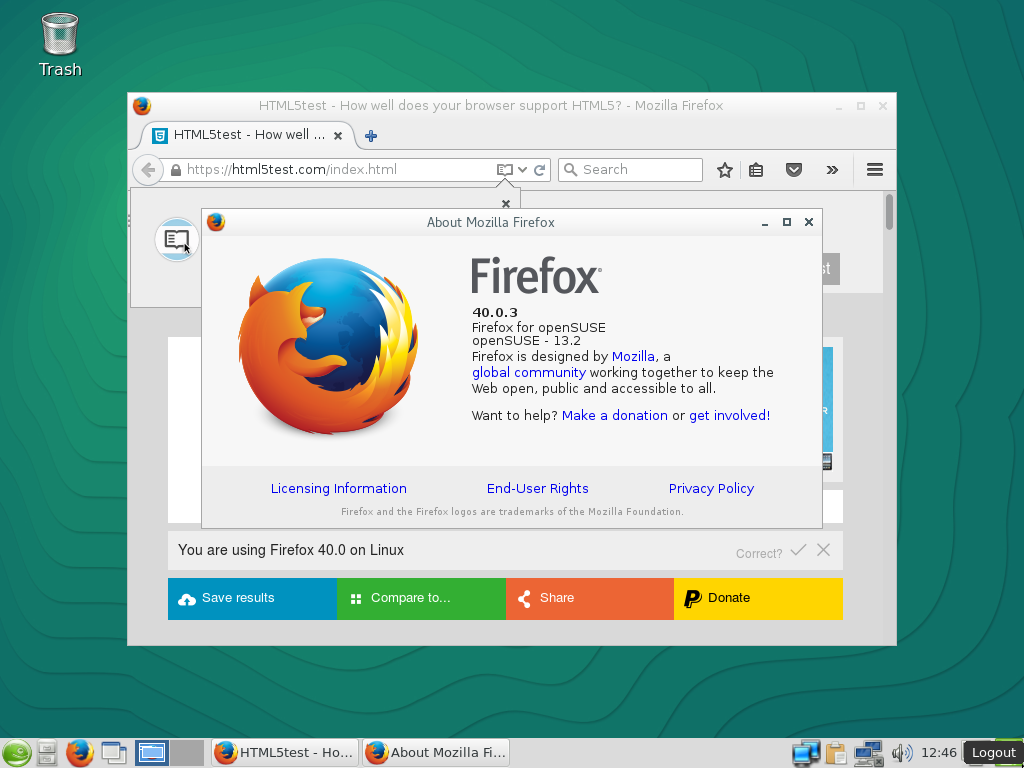 Trash
HTML5test - How well does your browser support HTML5? - Mozilla Firefox
HTML5test - How well ...
https://html5test.com/index.html
Search
About Mozilla Firefox
Firefox
40.0.3
Firefox for openSUSE
openSUSE - 13.2
Firefox is designed by Mozilla, a
global community working together to keep the
Web open, public and accessible to all.
Want to help? Make a donation or get involved!
Licensing Information
End-User Rights
Privacy Policy
Firefox and the Firefox logos are trademarks of the Mozilla Foundation.
You are using Firefox 40.0 on Linux
Correct?
Save results
Compare to...
Share
Donate
HTML5test - Ho...
About Mozilla Fi...
12:46
Logout